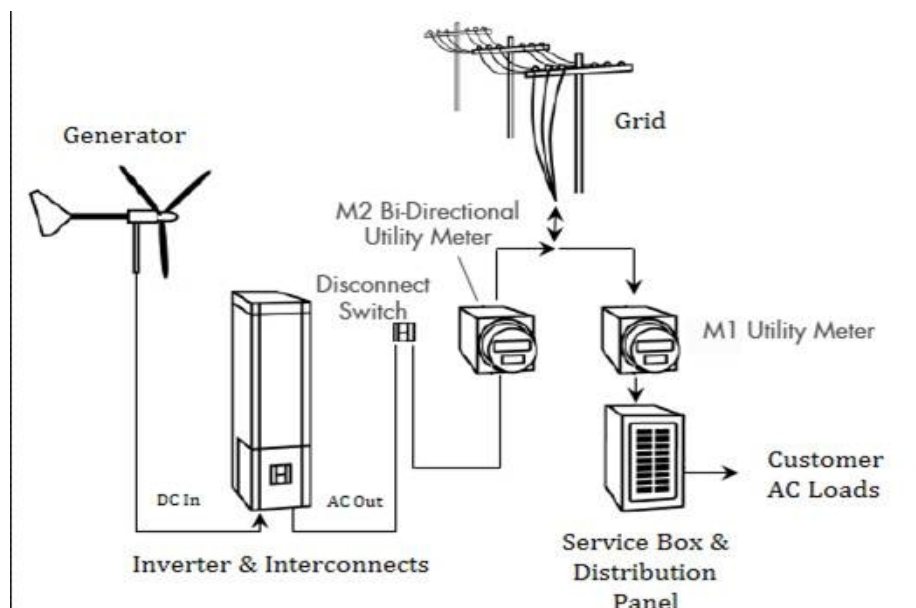 Grid
Generator
M2 Bi-Directional
Utility Meter
Disconnect
Switch
M1 Utility Meter
Customer
AC Loads
DC In
AC Out
Inverter & Interconnects
Service Box &
Distribution
Panel